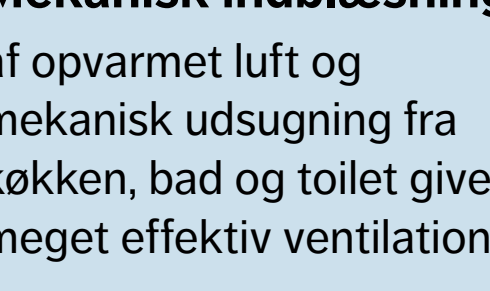 Mekanisk indblæsning
af opvarmet luft og
mekanisk udsugning fra
køkken, bad og toilet give
meget effektiv ventilation